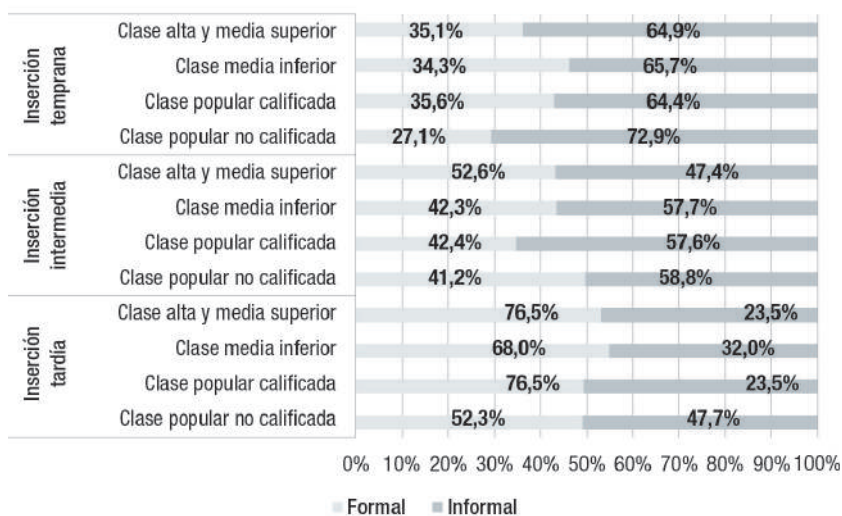 Inserción temprana
Clase alta y media superior 35,1% 64,9%
Clase media inferior 34,3% 65,7%
Clase popular calificada 35,6% 64,4%
Clase popular no calificada 27,1% 72,9%
Inserción intermedia
Clase alta y media superior 52,6% 47,4%
Clase media inferior 42,3% 57,7%
Clase popular calificada 42,4% 57,6%
Clase popular no calificada 41,2% 58,8%
Inserción tardía
Clase alta y media superior 76,5% 23,5%
Clase media inferior 68,0% 32,0%
Clase popular calificada 76,5% 23,5%
Clase popular no calificada 52,3% 47,7%
0% 10% 20% 30% 40% 50% 60% 70% 80% 90% 100%
Formal Informal